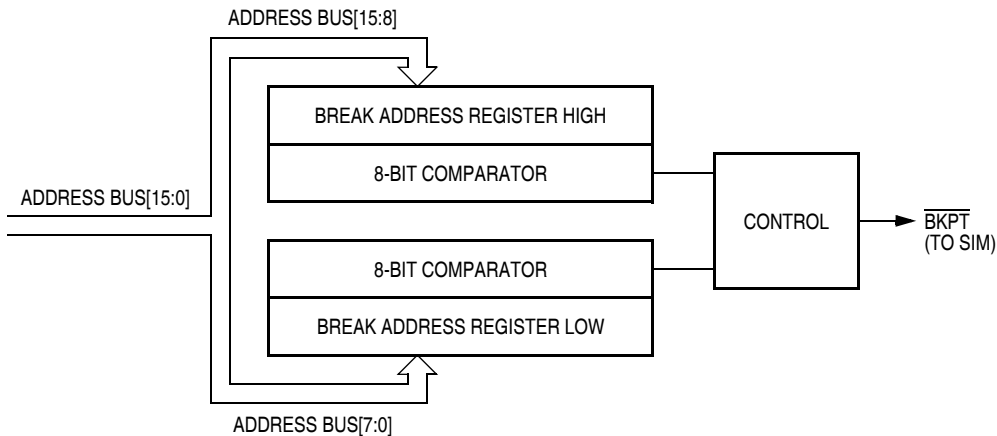 ADDRESS BUS[15:8]
BREAK ADDRESS REGISTER HIGH
8-BIT COMPARATOR
ADDRESS BUS[15:0]
CONTROL
BKPT
(TO SIM)
8-BIT COMPARATOR
BREAK ADDRESS REGISTER LOW
ADDRESS BUS[7:0]